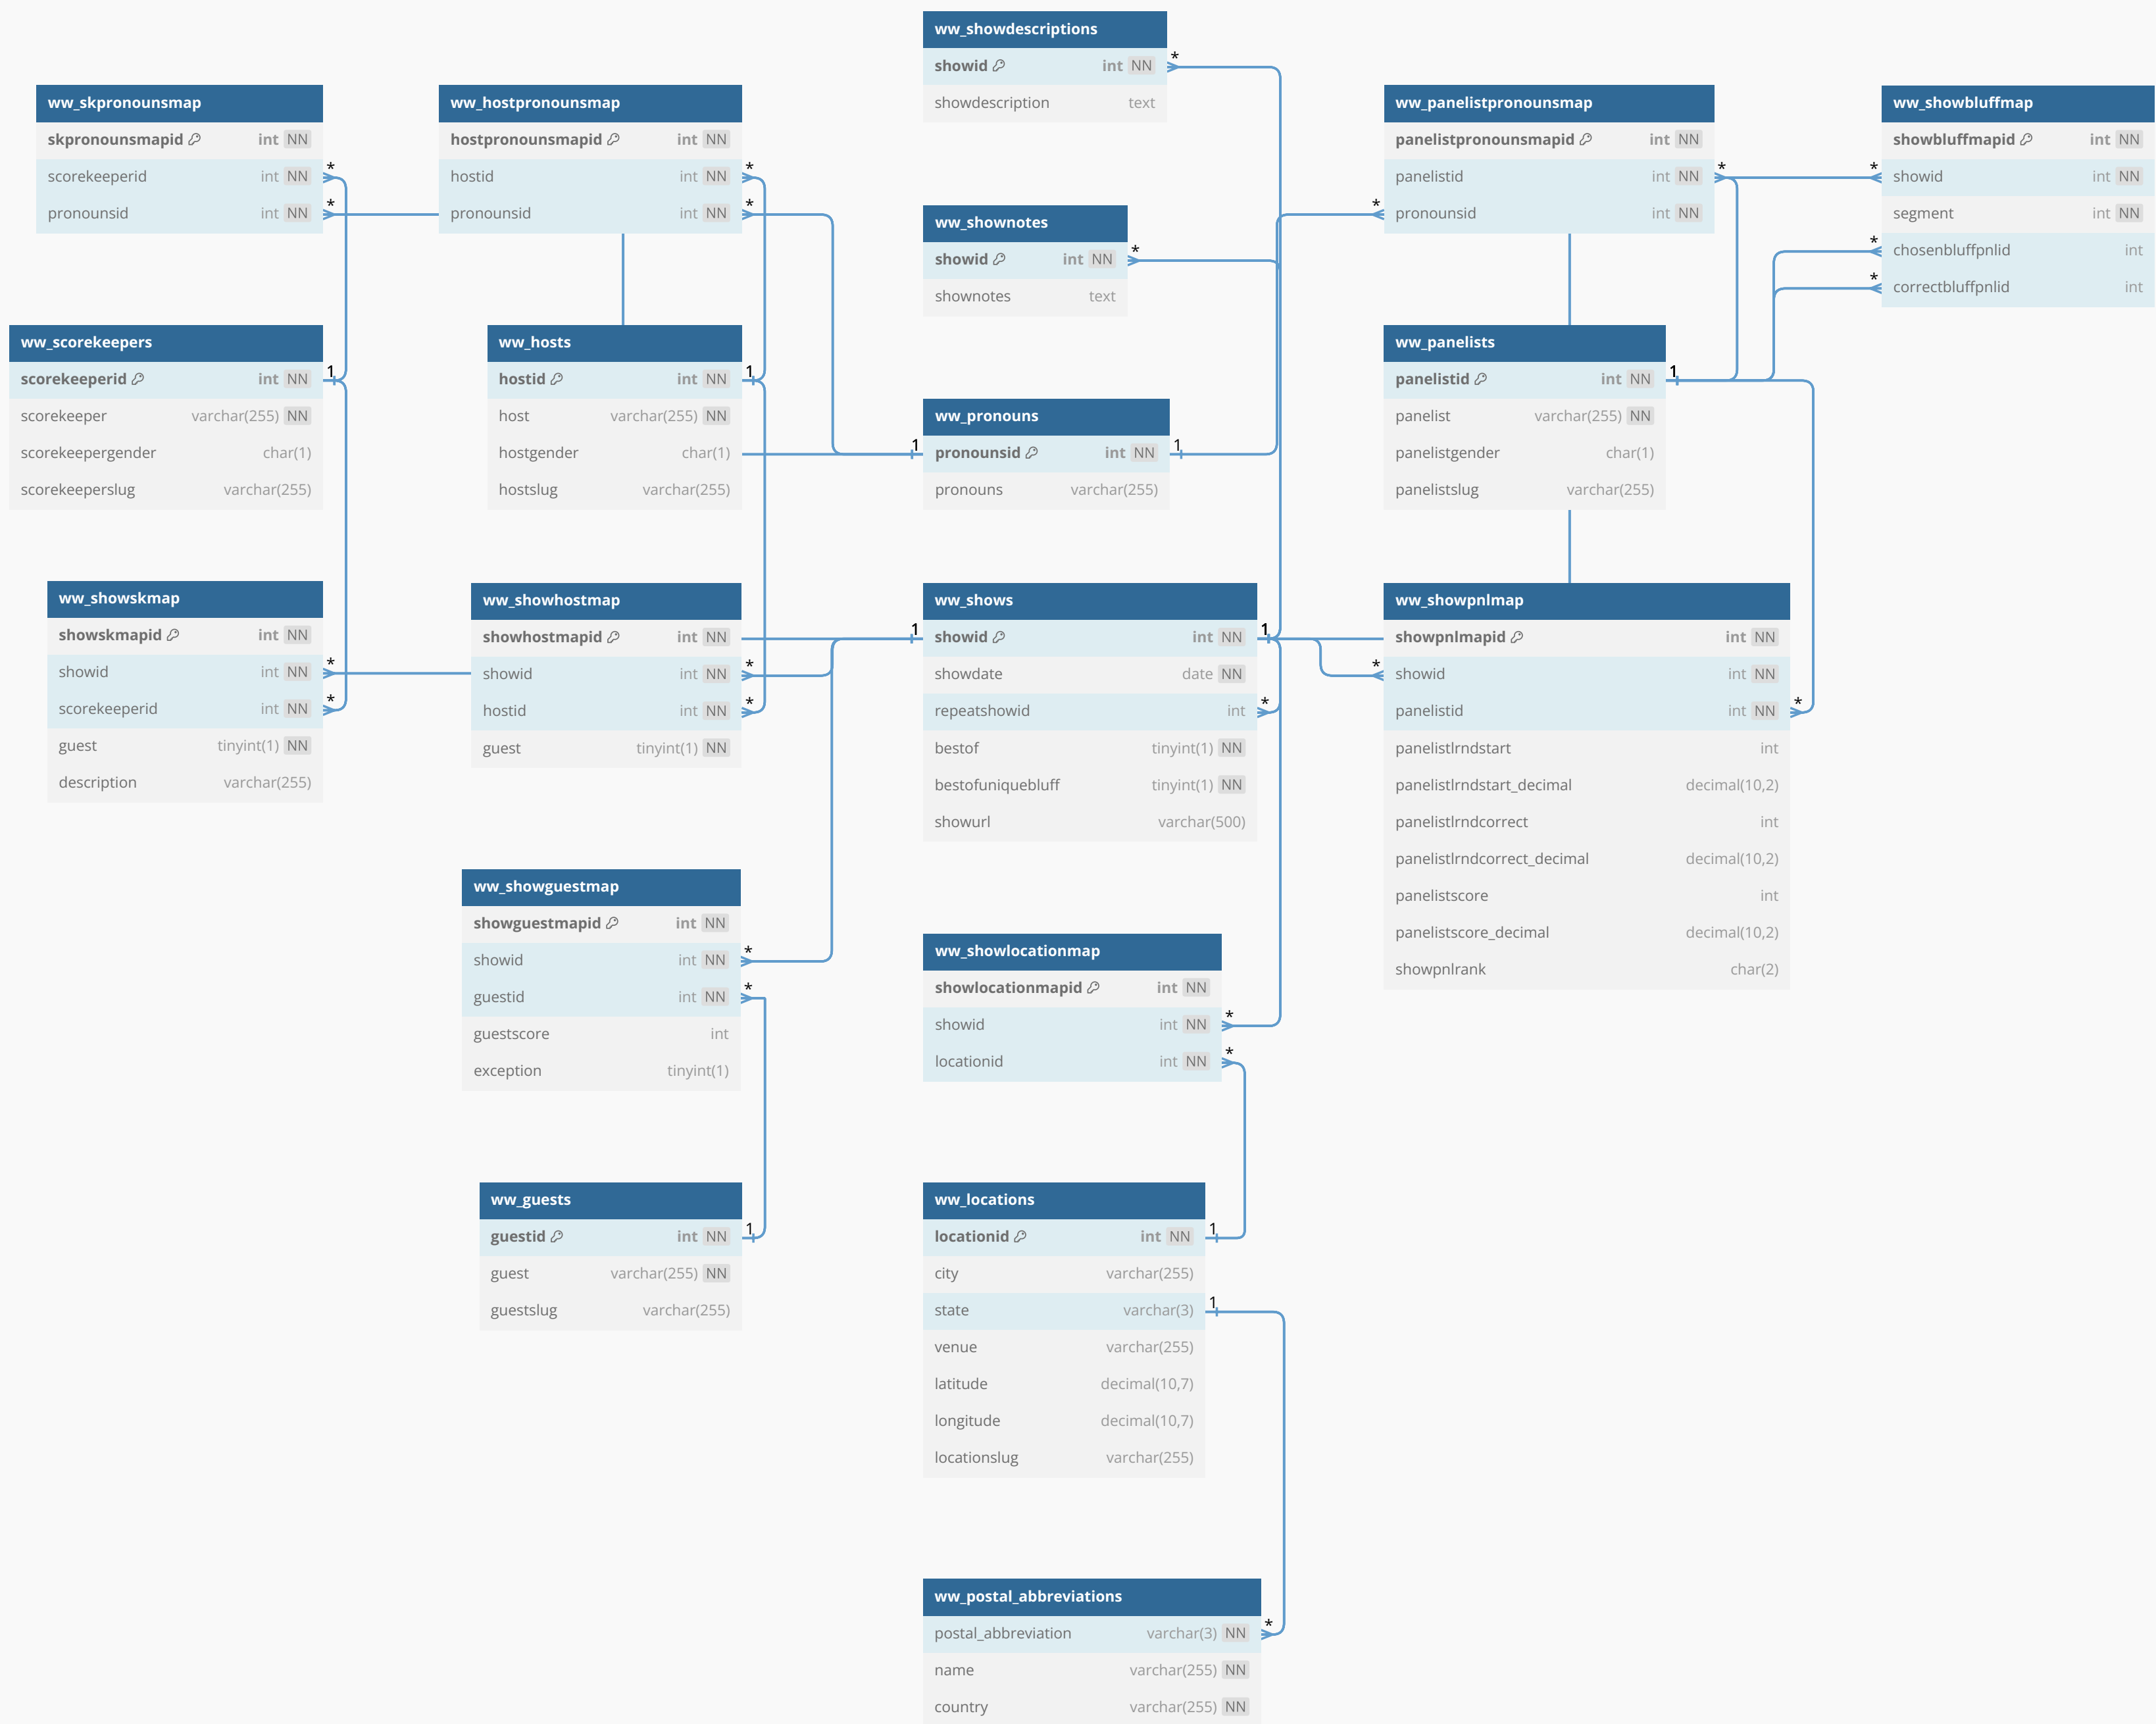 ww_showdescriptions
showid int NN
showdescription text
ww_skpronounsmap
skpronounsmapid int NN
scorekeeperid int NN
pronounsid int NN
ww_hostpronounsmap
hostpronounsmapid int NN
hostid int NN
pronounsid int NN
ww_panelistpronounsmap
panelistpronounsmapid int NN
panelistid int NN
pronounsid int NN
ww_showbluffmap
showbluffmapid int NN
showid int NN
segment int NN
chosenbluffpnlid int
correctbluffpnlid int
ww_shownotes
showid int NN
shownotes text
ww_scorekeepers
scorekeeperid int NN
scorekeeper varchar(255) NN
scorekeepergender char(1)
scorekeeperslug varchar(255)
ww_hosts
hostid int NN
host varchar(255) NN
hostgender char(1)
hostslug varchar(255)
ww_pronouns
pronounsid int NN
pronouns varchar(255)
ww_panelists
panelistid int NN
panelist varchar(255) NN
panelistgender char(1)
panelistslug varchar(255)
ww_showskmap
showskmapid int NN
showid int NN
scorekeeperid int NN
guest tinyint(1) NN
description varchar(255)
ww_showhostmap
showhostmapid int NN
showid int NN
hostid int NN
guest tinyint(1) NN
ww_shows
showid int NN
showdate date NN
repeatshowid int
bestof tinyint(1) NN
bestofuniquebluff tinyint(1) NN
showurl varchar(500)
ww_showpnlmap
showpnlmapid int NN
showid int NN
panelistid int NN
panelistlrndstart int
panelistlrndstart_decimal decimal(10,2)
panelistlrndcorrect int
panelistlrndcorrect_decimal decimal(10,2)
panelistscore int
panelistscore_decimal decimal(10,2)
showpnlrank char(2)
ww_showguestmap
showguestmapid int NN
showid int NN
guestid int NN
guestscore int
exception tinyint(1)
ww_showlocationmap
showlocationmapid int NN
showid int NN
locationid int NN
ww_guests
guestid int NN
guest varchar(255) NN
guestslug varchar(255)
ww_locations
locationid int NN
city varchar(255)
state varchar(3)
venue varchar(255)
latitude decimal(10,7)
longitude decimal(10,7)
locationslug varchar(255)
ww_postal_abbreviations
postal_abbreviation varchar(3) NN
name varchar(255) NN
country varchar(255) NN